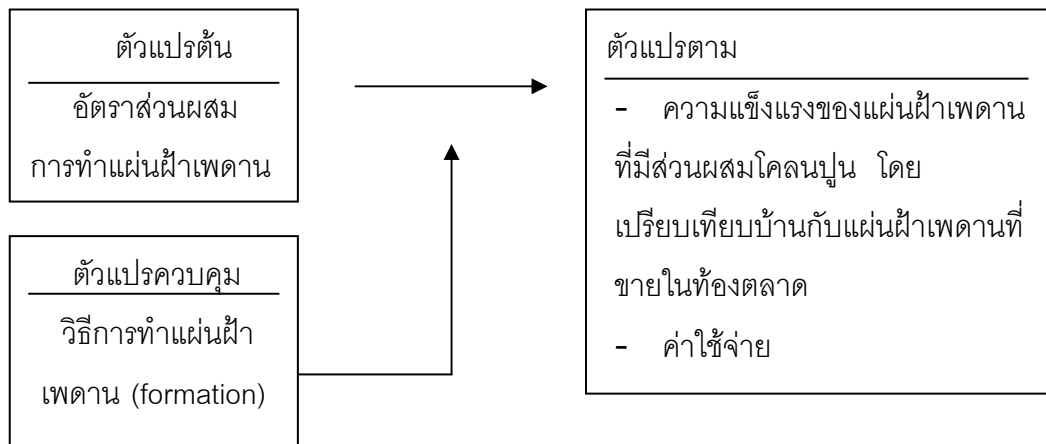 ตัวแปรต้น
อัตราส่วนผสม
การทำแผ่นฝ้าเพดาน
ตัวแปรควบคุม
วิธีการทำแผ่นฝ้า
เพดาน (formation)
ตัวแปรตาม
- ความแข็งแรงของแผ่นฝ้าเพดาน
ที่มีส่วนผสมโคลนปูน โดย
เปรียบเทียบบ้านกับแผ่นฝ้าเพดานที่
ขายในท้องตลาด
- ค่าใช้จ่าย